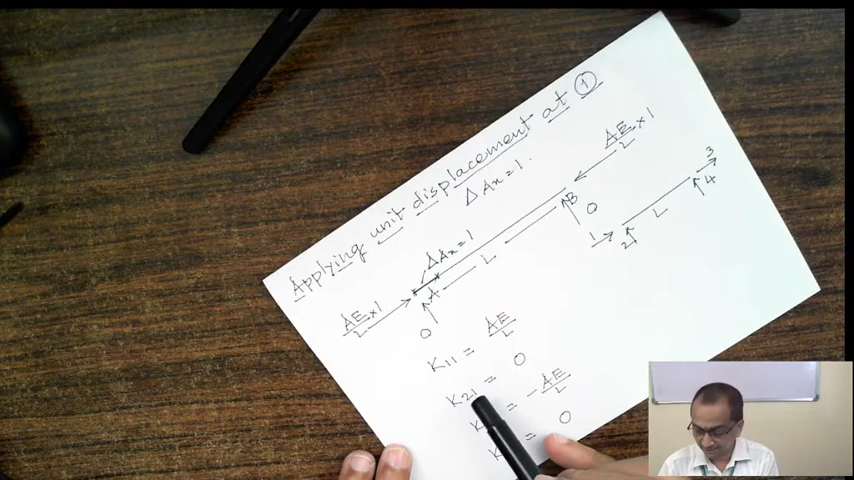 Applying unit displacement at ①
Δ Ax = 1.
AE/L × 1
ΔAx = 1
L
B
A
AE/L × 1
0
0
1
2
L
3
4
K11 = AE/L
K21 = 0
K = -AE/L
K = 0